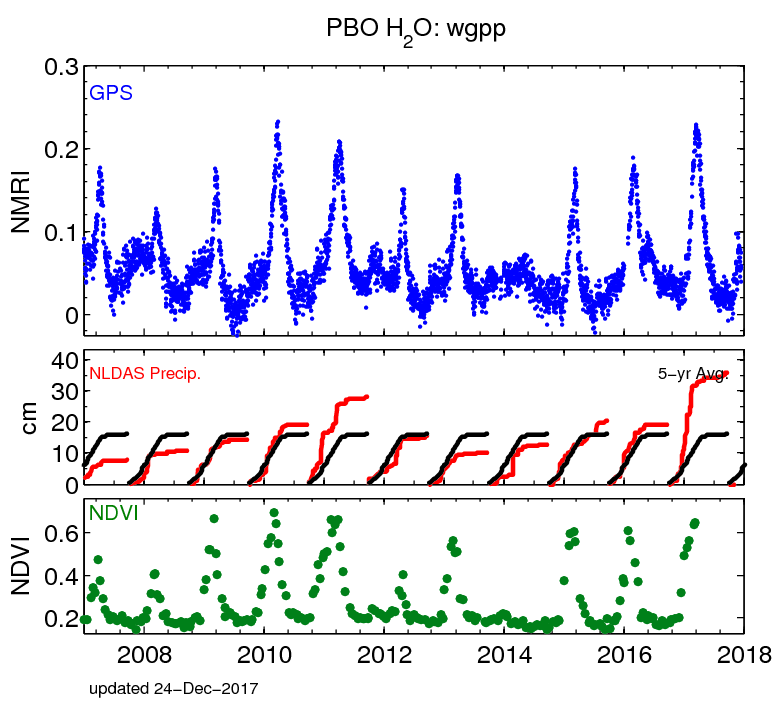 PBO H2O: wgpp
0.3
GPS
0.2
NMRI
0.1
0
40
NLDAS Precip.
5−yr Avg.
30
cm
20
10
0
NDVI
0.6
NDVI
0.4
0.2
2008 2010 2012 2014 2016 2018
updated 24−Dec−2017